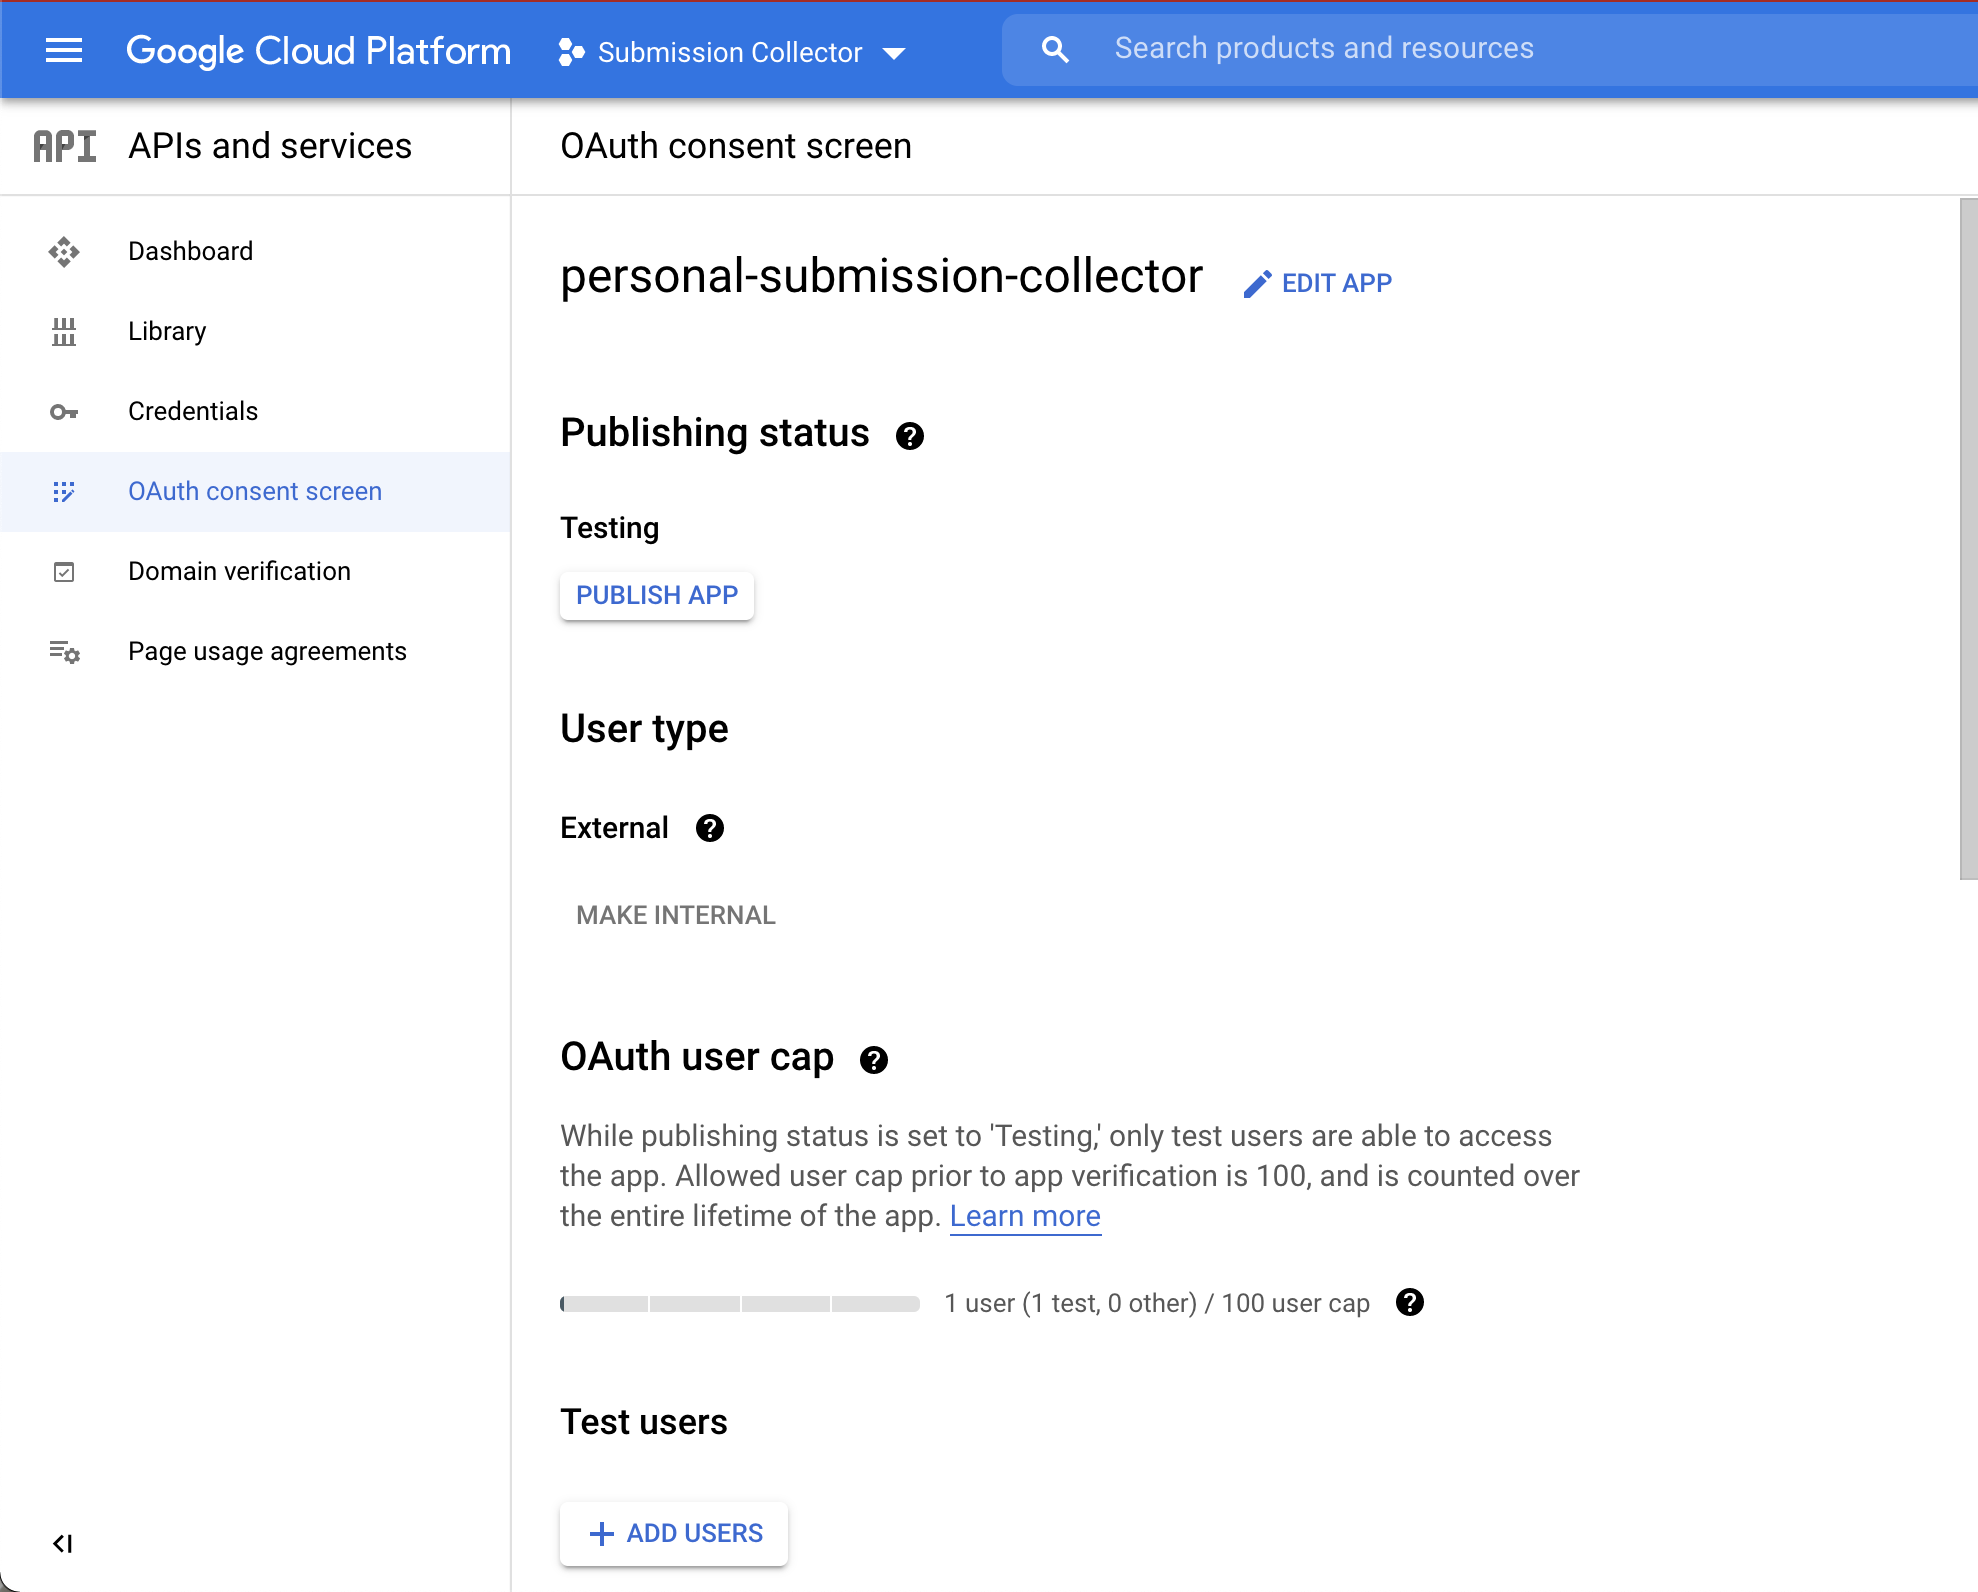 Google Cloud Platform
Submission Collector
Search products and resources
API
APIs and services
OAuth consent screen
Dashboard
Library
Credentials
OAuth consent screen
Domain verification
Page usage agreements
personal-submission-collector
EDIT APP
Publishing status
Testing
PUBLISH APP
User type
External
MAKE INTERNAL
OAuth user cap
While publishing status is set to 'Testing,' only test users are able to access
the app. Allowed user cap prior to app verification is 100, and is counted over
the entire lifetime of the app. Learn more
1 user (1 test, 0 other) / 100 user cap
Test users
ADD USERS